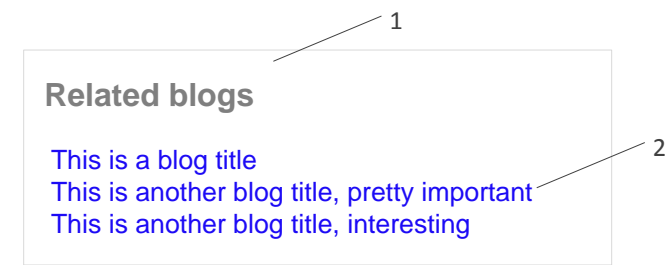 1
Related blogs
This is a blog title
This is another blog title, pretty important
2
This is another blog title, interesting